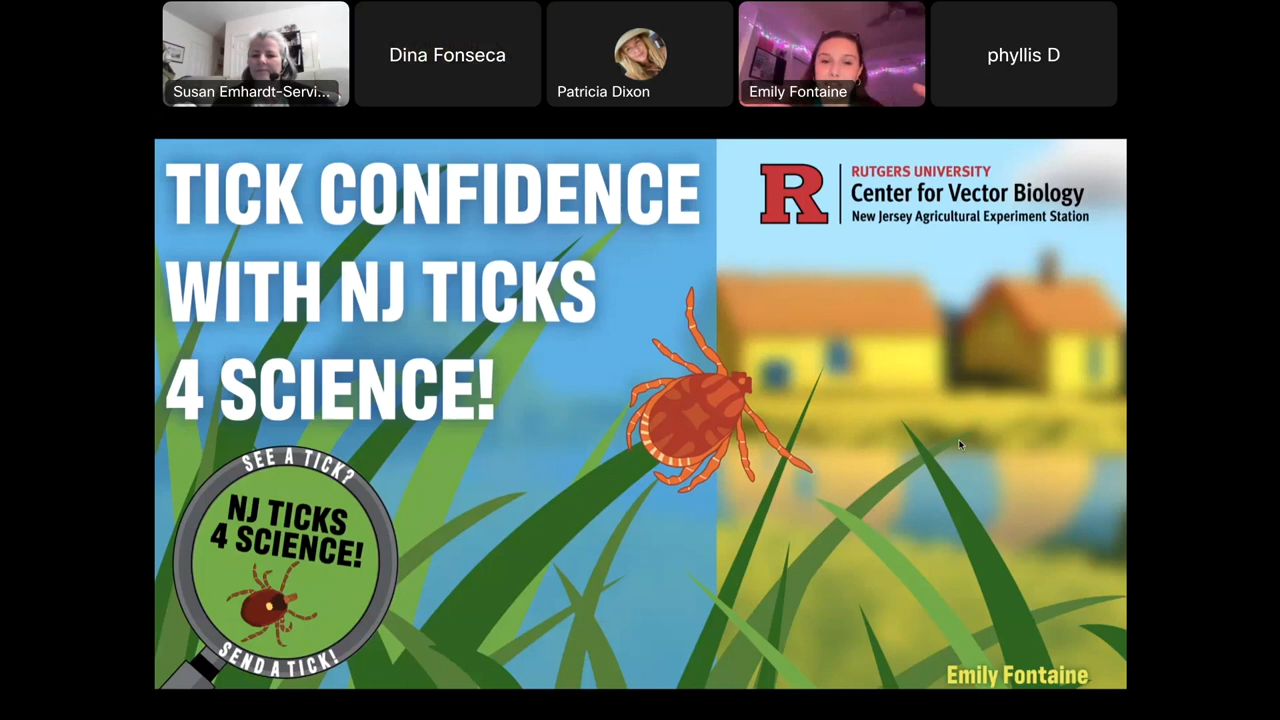 Susan Emhardt-Servi...
Dina Fonseca
Patricia Dixon
Emily Fontaine
phyllis D
TICK CONFIDENCE
WITH NJ TICKS
4 SCIENCE!
R
RUTGERS UNIVERSITY
Center for Vector Biology
New Jersey Agricultural Experiment Station
SEE A TICK?
NJ TICKS
4 SCIENCE!
SEND A TICK!
Emily Fontaine